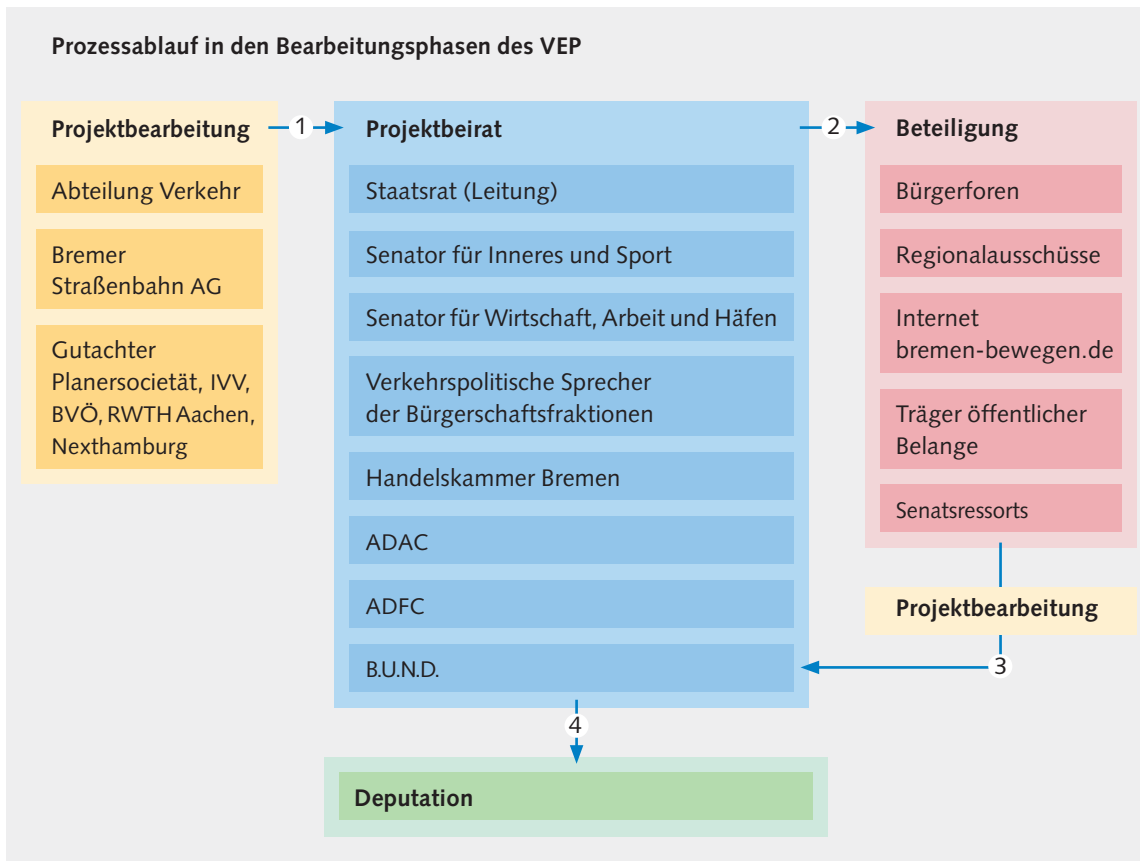 Prozessablauf in den Bearbeitungsphasen des VEP
Projektbearbeitung
Abteilung Verkehr
Bremer
Straßenbahn AG
Gutachter
Planersocietät, IVV,
BVÖ, RWTH Aachen,
Nexthamburg
1
Projektbeirat
Staatsrat (Leitung)
Senator für Inneres und Sport
Senator für Wirtschaft, Arbeit und Häfen
Verkehrspolitische Sprecher
der Bürgerschaftsfraktionen
Handelskammer Bremen
ADAC
ADFC
B.U.N.D.
2
Beteiligung
Bürgerforen
Regionalausschüsse
Internet
bremen-bewegen.de
Träger öffentlicher
Belange
Senatsressorts
Projektbearbeitung
3
4
Deputation